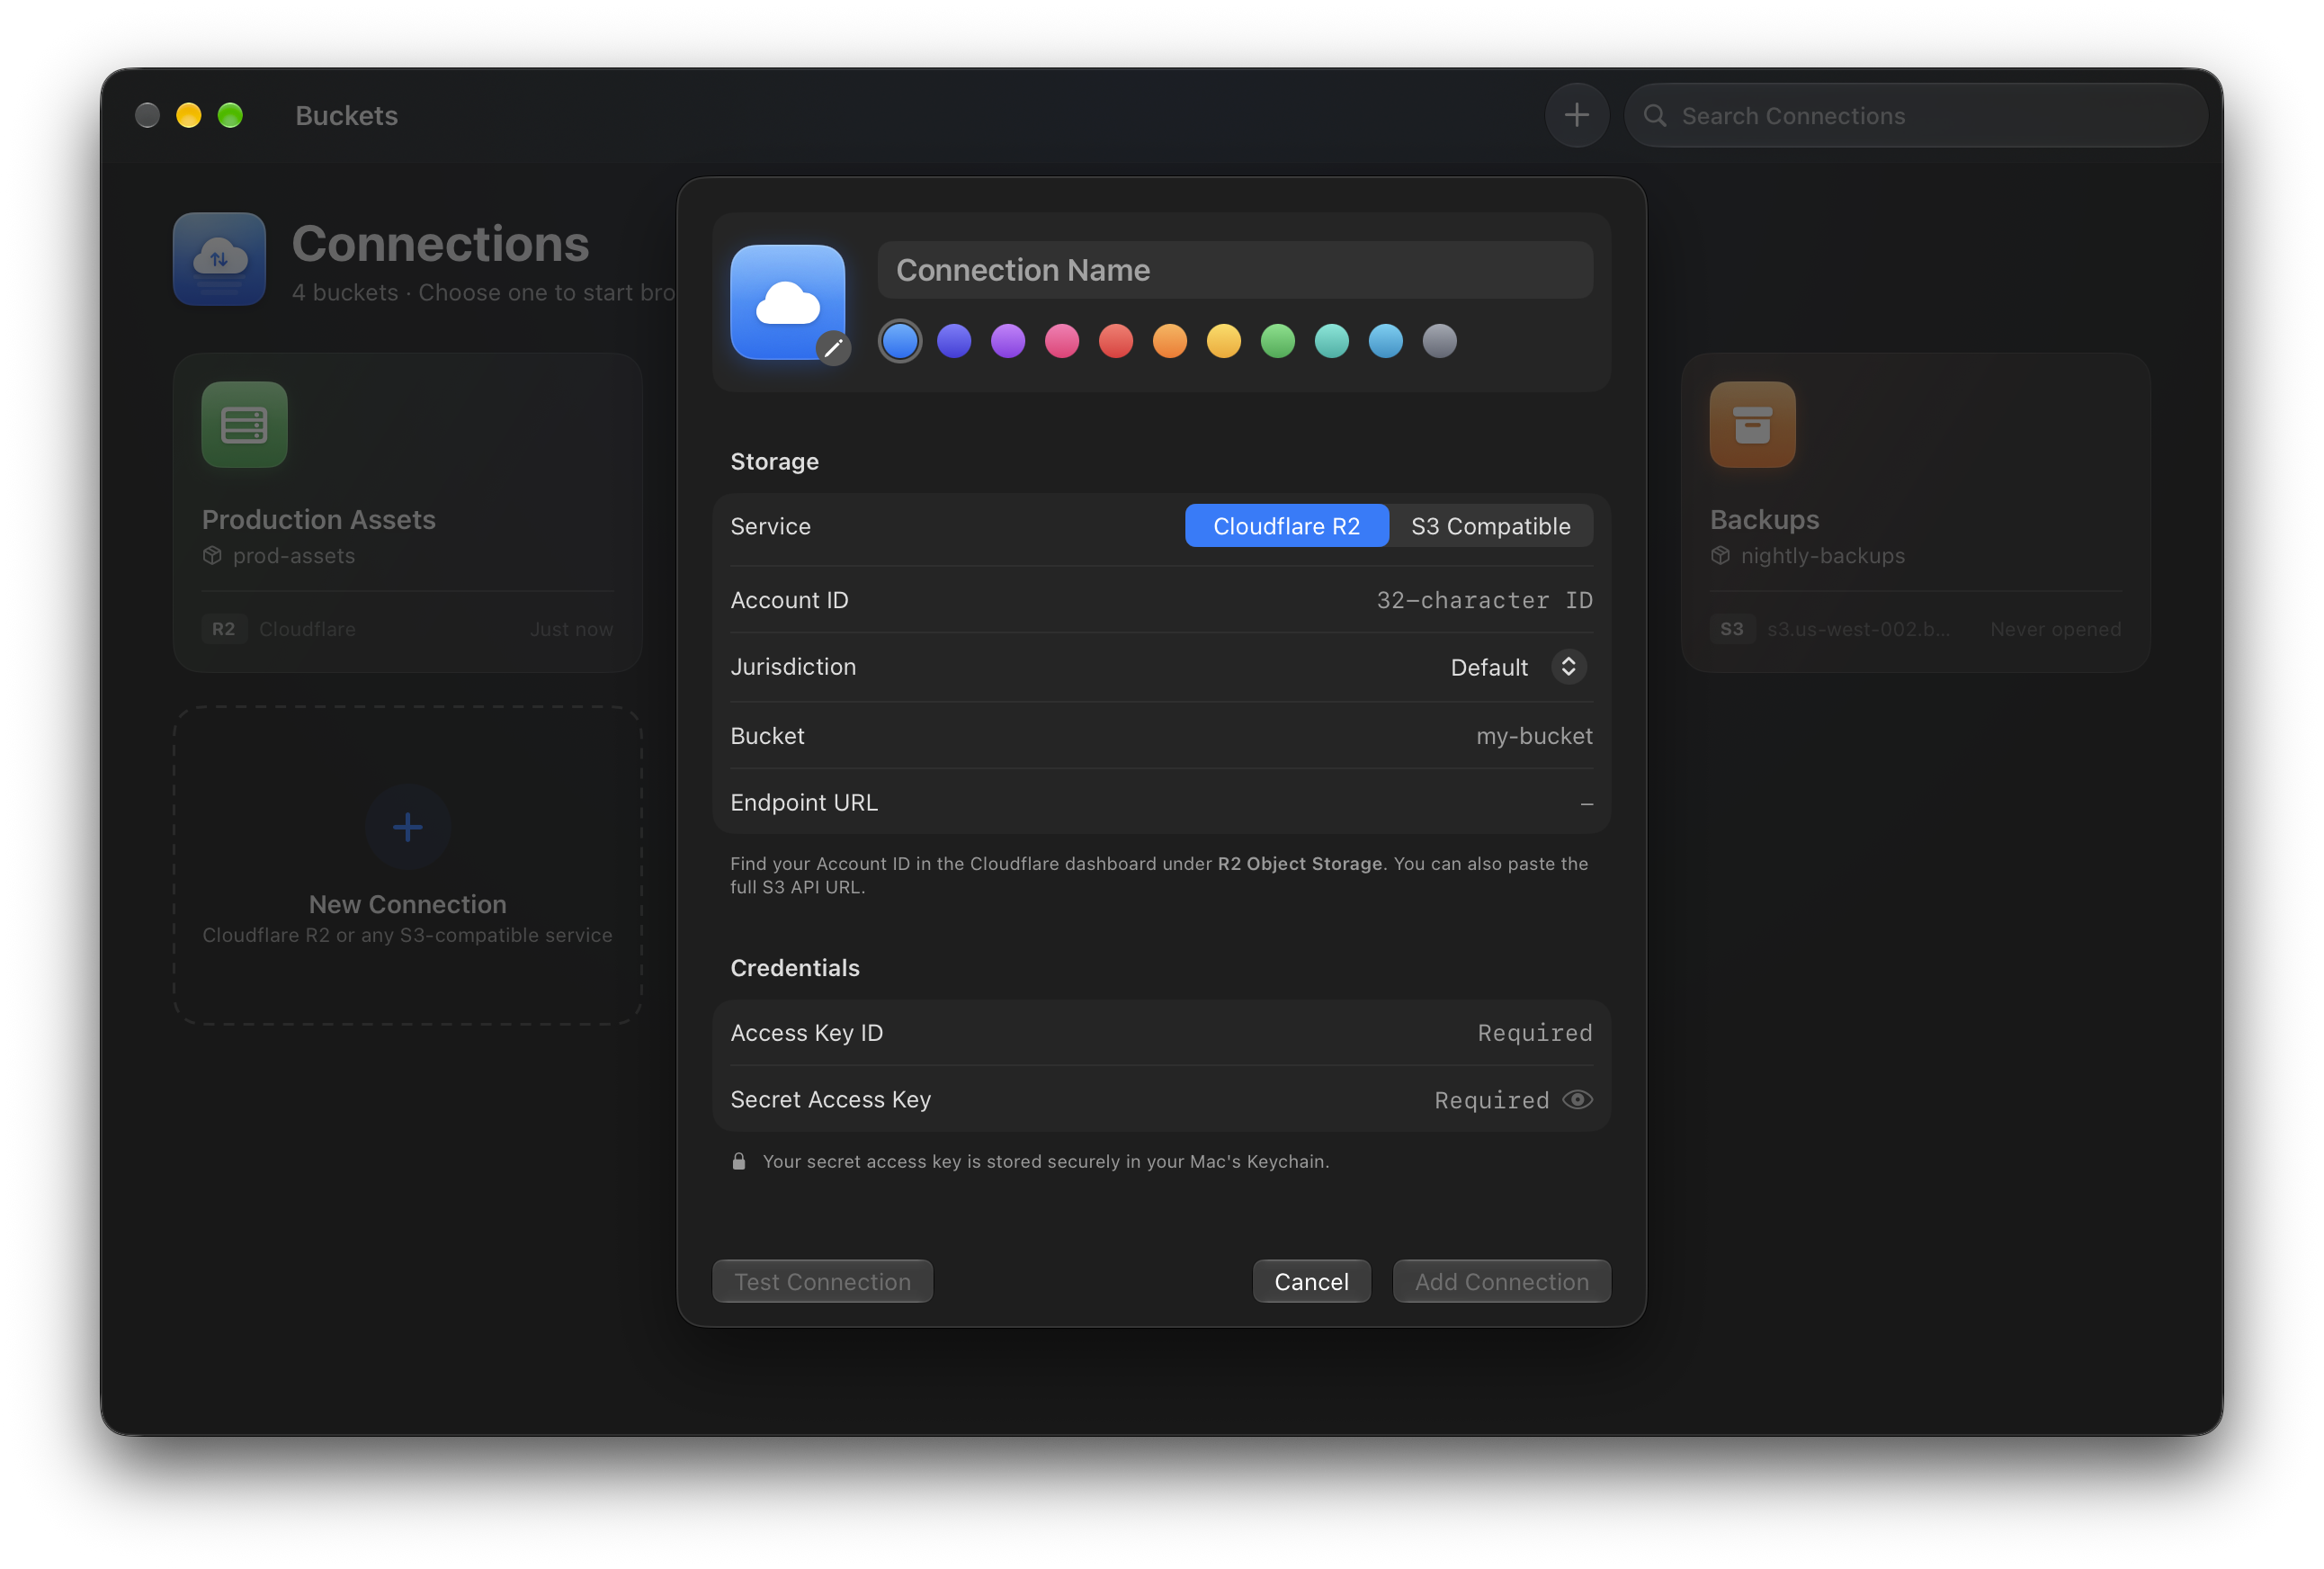 Buckets
Search Connections
Connections
4 buckets · Choose one to start bro
Production Assets
prod-assets
R2 Cloudflare Just now
New Connection
Cloudflare R2 or any S3-compatible service
Connection Name
Storage
Service Cloudflare R2 S3 Compatible
Account ID 32-character ID
Jurisdiction Default
Bucket my-bucket
Endpoint URL –
Find your Account ID in the Cloudflare dashboard under R2 Object Storage. You can also paste the
full S3 API URL.
Credentials
Access Key ID Required
Secret Access Key Required
Your secret access key is stored securely in your Mac's Keychain.
Test Connection Cancel Add Connection
Backups
nightly-backups
S3 s3.us-west-002.b... Never opened